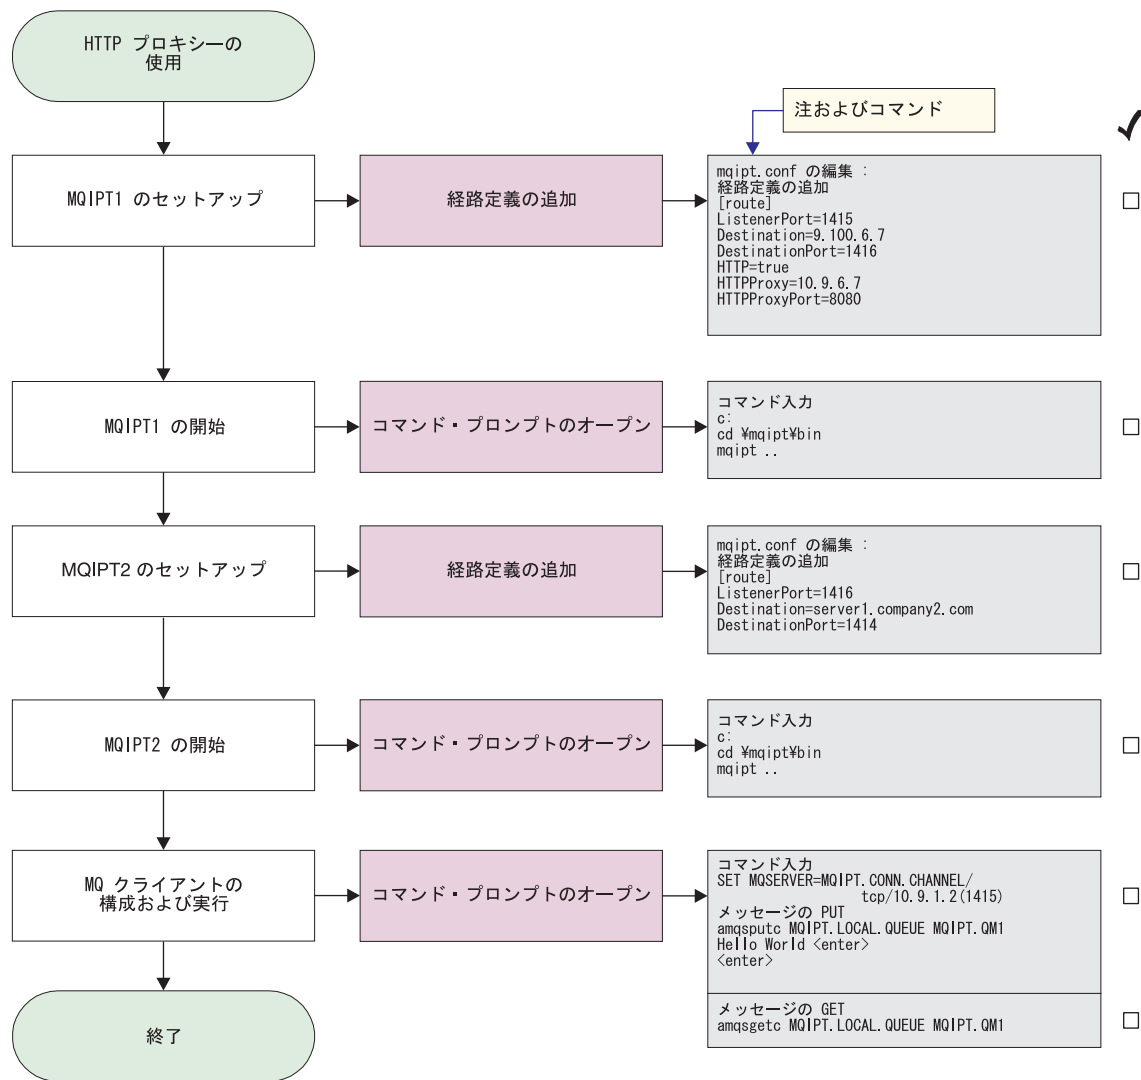 HTTP プロキシーの
使用
注およびコマンド
MQIPT1 のセットアップ
経路定義の追加
mqipt.conf の編集 :
経路定義の追加
[route]
ListenerPort=1415
Destination=9.100.6.7
DestinationPort=1416
HTTP=true
HTTPProxy=10.9.6.7
HTTPProxyPort=8080
MQIPT1 の開始
コマンド・プロンプトのオープン
コマンド入力
c:
cd ¥mqipt¥bin
mqipt ..
MQIPT2 のセットアップ
経路定義の追加
mqipt.conf の編集 :
経路定義の追加
[route]
ListenerPort=1416
Destination=server1.company2.com
DestinationPort=1414
MQIPT2 の開始
コマンド・プロンプトのオープン
コマンド入力
c:
cd ¥mqipt¥bin
mqipt ..
MQ クライアントの
構成および実行
コマンド・プロンプトのオープン
コマンド入力
SET MQSERVER=MQIPT.CONN.CHANNEL/
tcp/10.9.1.2(1415)
メッセージの PUT
amqsputc MQIPT.LOCAL.QUEUE MQIPT.QM1
Hello World <enter>
<enter>
メッセージの GET
amqsgetc MQIPT.LOCAL.QUEUE MQIPT.QM1
終了